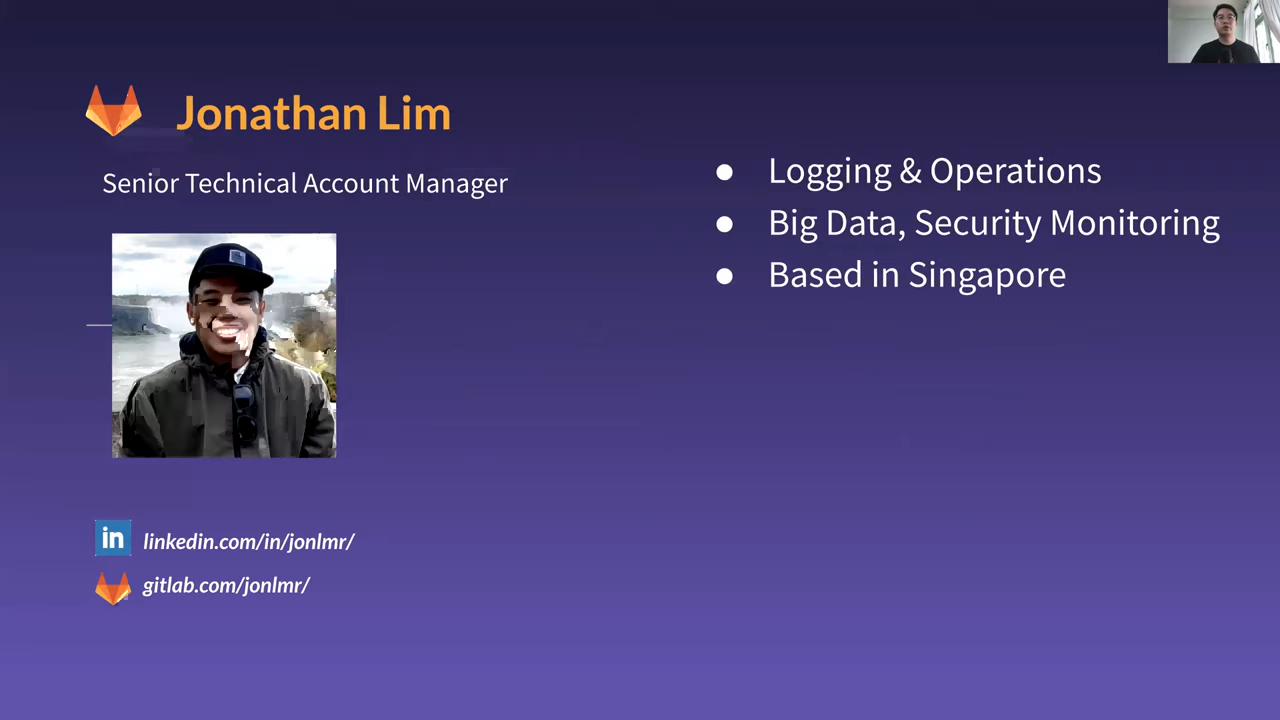 Jonathan Lim
Senior Technical Account Manager
● Logging & Operations
● Big Data, Security Monitoring
● Based in Singapore
in linkedin.com/in/jonlmr/
gitlab.com/jonlmr/